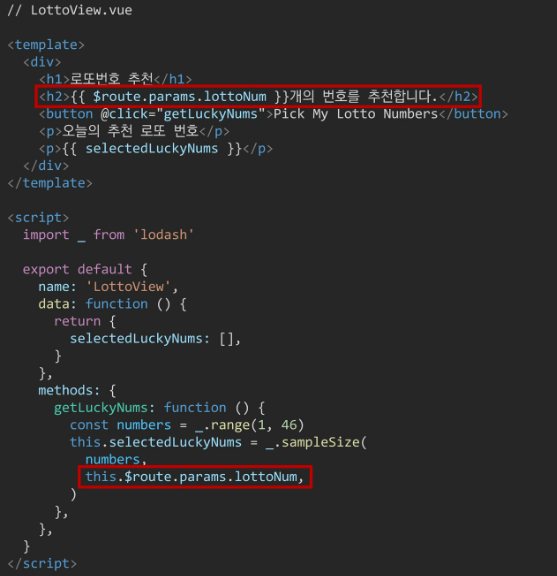 // LottoView.vue
<template>
  <div>
    <h1>로또번호 추천</h1>
    <h2>{{ $route.params.lottoNum }}개의 번호를 추천합니다.</h2>
    <button @click="getLuckyNums">Pick My Lotto Numbers</button>
    <p>오늘의 추천 로또 번호</p>
    <p>{{ selectedLuckyNums }}</p>
  </div>
</template>
<script>
  import _ from 'lodash'
  export default {
    name: 'LottoView',
    data: function () {
      return {
        selectedLuckyNums: [],
      }
    },
    methods: {
      getLuckyNums: function () {
        const numbers = _.range(1, 46)
        this.selectedLuckyNums = _.sampleSize(
          numbers,
          this.$route.params.lottoNum,
        )
      },
    },
  }
</script>